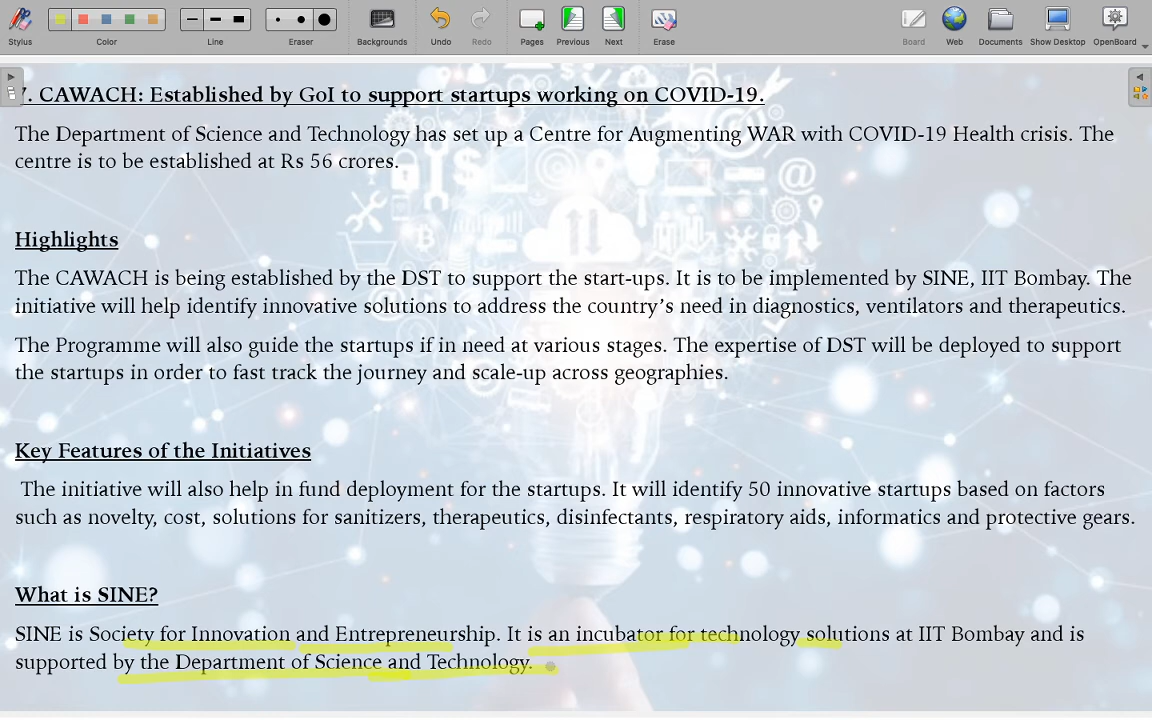 Stylus
Color
Line
Eraser
Backgrounds
Undo
Redo
Pages
Previous
Next
Erase
Board
Web
Documents
Show Desktop
OpenBoard
7. CAWACH: Established by GoI to support startups working on COVID-19.
The Department of Science and Technology has set up a Centre for Augmenting WAR with COVID-19 Health crisis. The
centre is to be established at Rs 56 crores.
Highlights
The CAWACH is being established by the DST to support the start-ups. It is to be implemented by SINE, IIT Bombay. The
initiative will help identify innovative solutions to address the country’s need in diagnostics, ventilators and therapeutics.
The Programme will also guide the startups if in need at various stages. The expertise of DST will be deployed to support
the startups in order to fast track the journey and scale-up across geographies.
Key Features of the Initiatives
The initiative will also help in fund deployment for the startups. It will identify 50 innovative startups based on factors
such as novelty, cost, solutions for sanitizers, therapeutics, disinfectants, respiratory aids, informatics and protective gears.
What is SINE?
SINE is Society for Innovation and Entrepreneurship. It is an incubator for technology solutions at IIT Bombay and is
supported by the Department of Science and Technology.